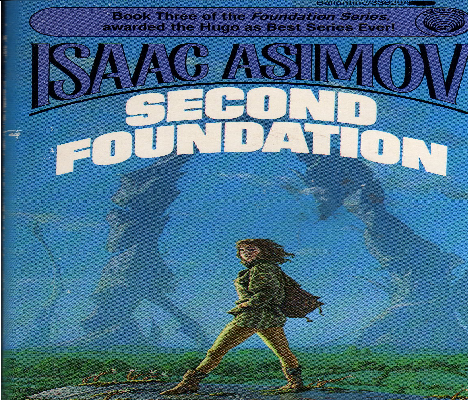 Book Three of the Foundation Series,
awarded the Hugo as Best Series Ever!
ISAAC ASIMOV
SECOND
FOUNDATION